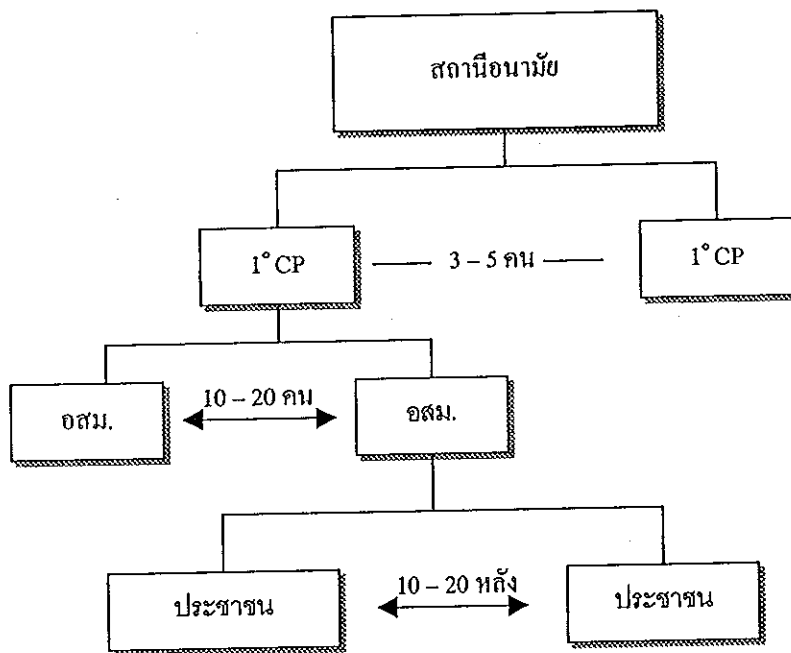 สถานีอนามัย
1° CP
3 – 5 คน
1° CP
อสม.
10 – 20 คน
อสม.
ประชาชน
10 – 20 หลัง
ประชาชน